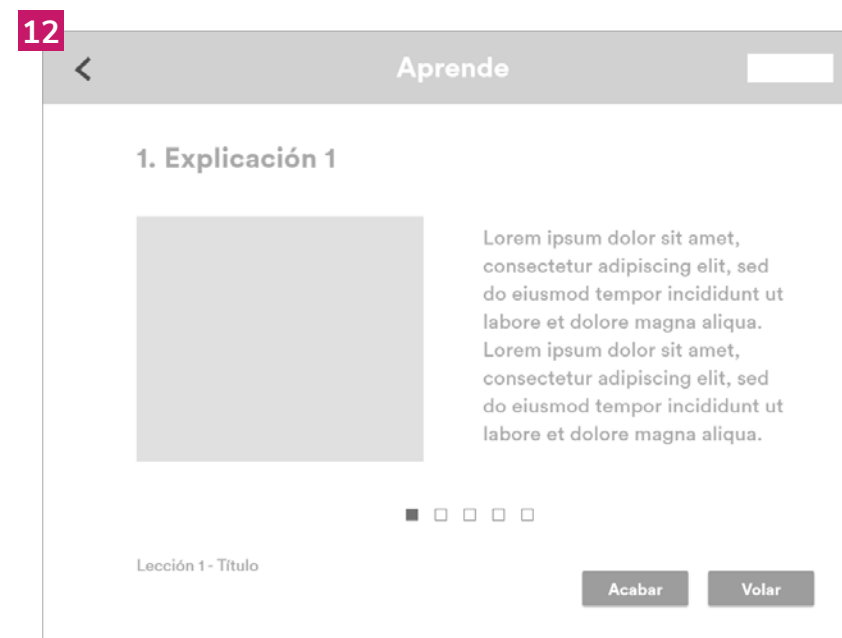 12
Aprende
1. Explicación 1
Lorem ipsum dolor sit amet,
consectetur adipiscing elit, sed
do eiusmod tempor incididunt ut
labore et dolore magna aliqua.
Lorem ipsum dolor sit amet,
consectetur adipiscing elit, sed
do eiusmod tempor incididunt ut
labore et dolore magna aliqua.
Lección 1 - Título
Acabar
Volar